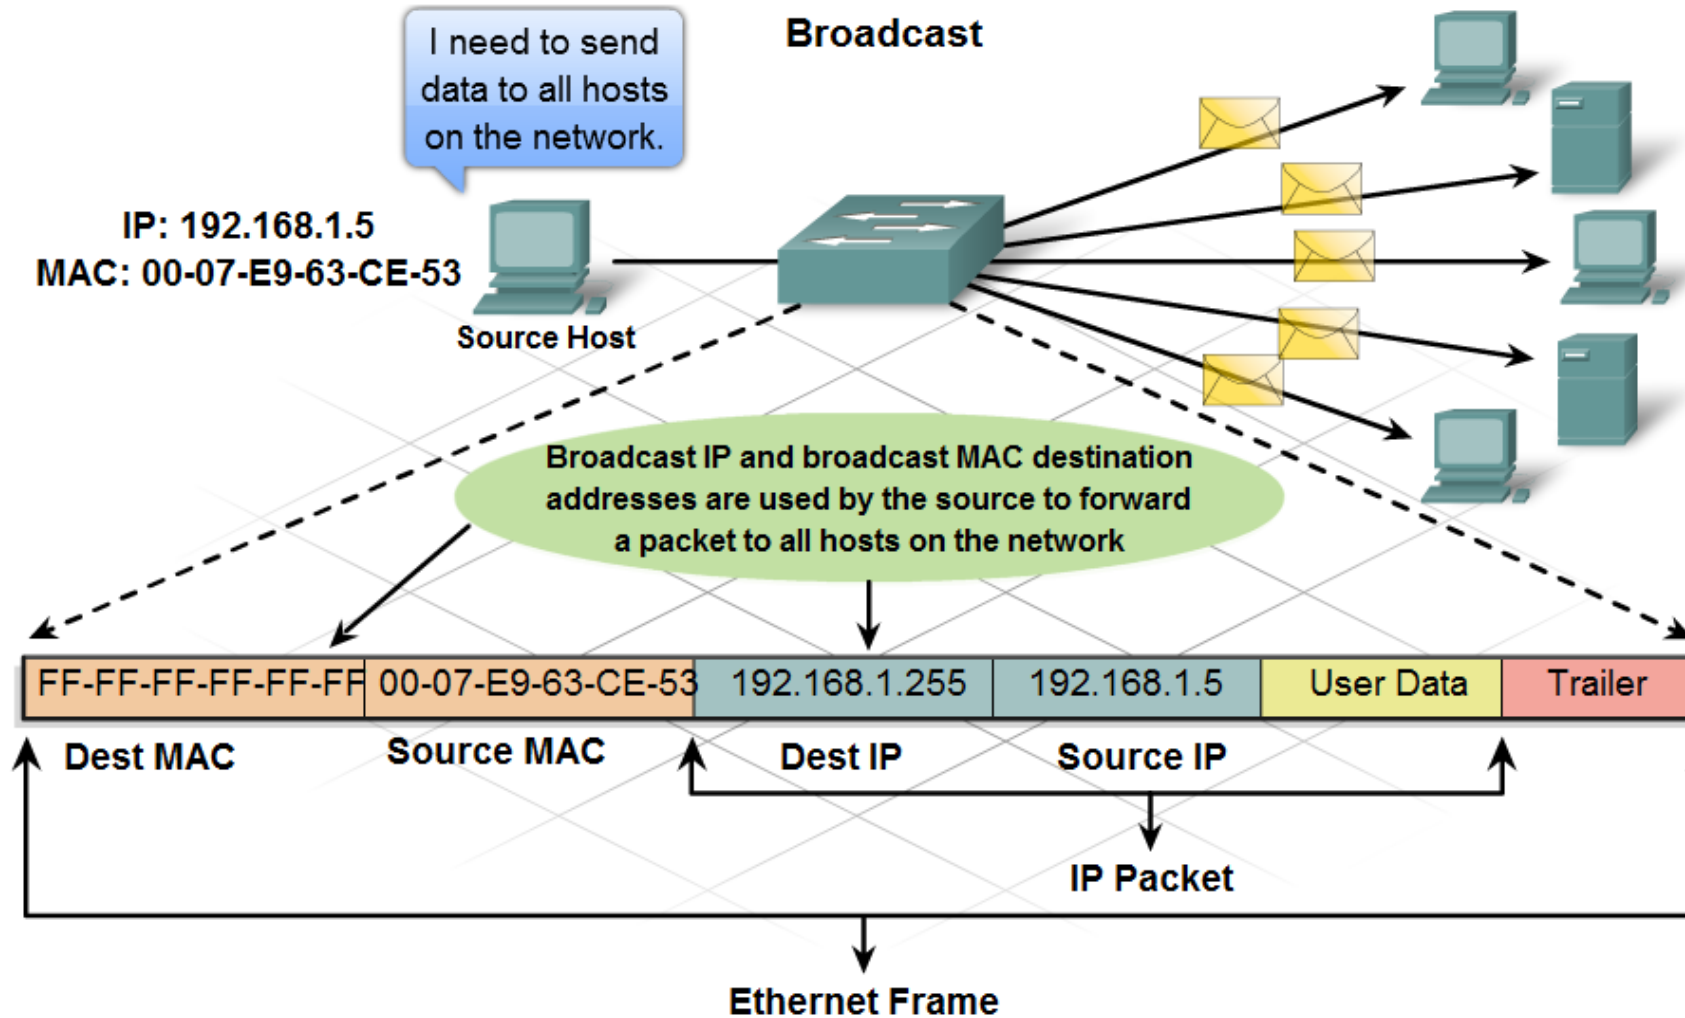 Broadcast
I need to send
data to all hosts
on the network.
IP: 192.168.1.5
MAC: 00-07-E9-63-CE-53
Source Host
Broadcast IP and broadcast MAC destination
addresses are used by the source to forward
a packet to all hosts on the network
FF-FF-FF-FF-FF-FF 00-07-E9-63-CE-53 192.168.1.255 192.168.1.5 User Data Trailer
Dest MAC Source MAC Dest IP Source IP
IP Packet
Ethernet Frame